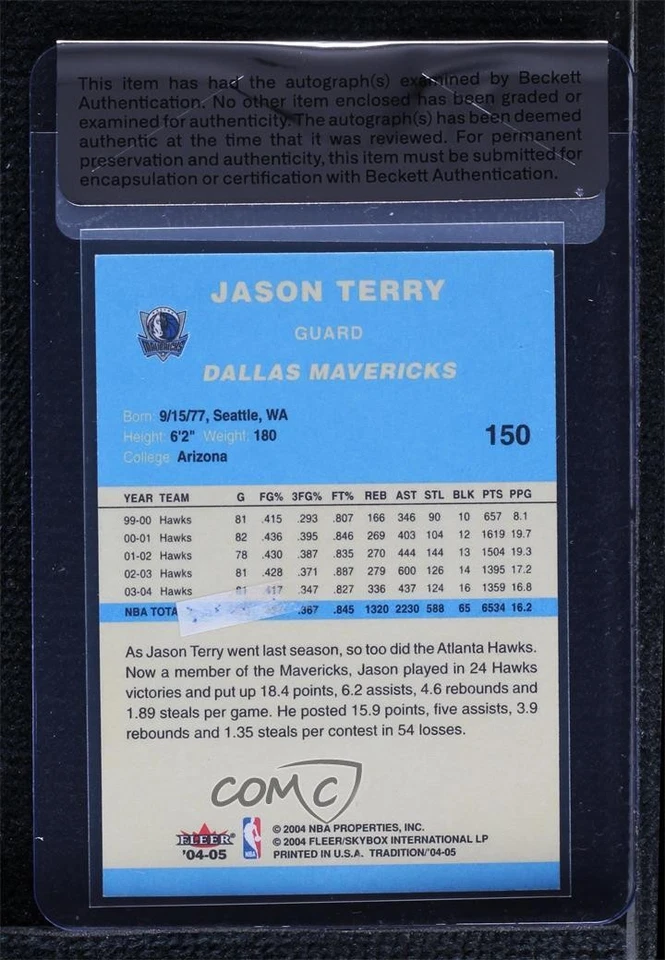 This item has had the autograph(s) examined by Beckett
Authentication. No other item enclosed has been graded or
examined for authenticity. The autograph(s) has been deemed
authentic at the time that it was reviewed. For permanent
preservation and authenticity, this item must be submitted for
encapsulation or certification with Beckett Authentication.
JASON TERRY
GUARD
MAVERICKS
DALLAS MAVERICKS
Born: 9/15/77, Seattle, WA
Height: 6'2" Weight: 180
College: Arizona
150
YEAR TEAM G FG% 3FG% FT% REB AST STL BLK PTS PPG
99-00 Hawks 81 .415 .293 .807 166 346 90 10 657 8.1
00-01 Hawks 82 .436 .395 .846 269 403 104 12 1619 19.7
01-02 Hawks 78 .430 .387 .835 270 444 144 13 1504 19.3
02-03 Hawks 81 .428 .371 .887 279 600 126 14 1395 17.2
03-04 Hawks 81 .417 .347 .827 336 437 124 16 1359 16.8
NBA TOTA .367 .845 1320 2230 588 65 6534 16.2
As Jason Terry went last season, so too did the Atlanta Hawks.
Now a member of the Mavericks, Jason played in 24 Hawks
victories and put up 18.4 points, 6.2 assists, 4.6 rebounds and
1.89 steals per game. He posted 15.9 points, five assists, 3.9
rebounds and 1.35 steals per contest in 54 losses.
COMC
FLEER
'04-05
NBA
© 2004 NBA PROPERTIES, INC.
© 2004 FLEER/SKYBOX INTERNATIONAL LP
PRINTED IN U.S.A. TRADITION/'04-05